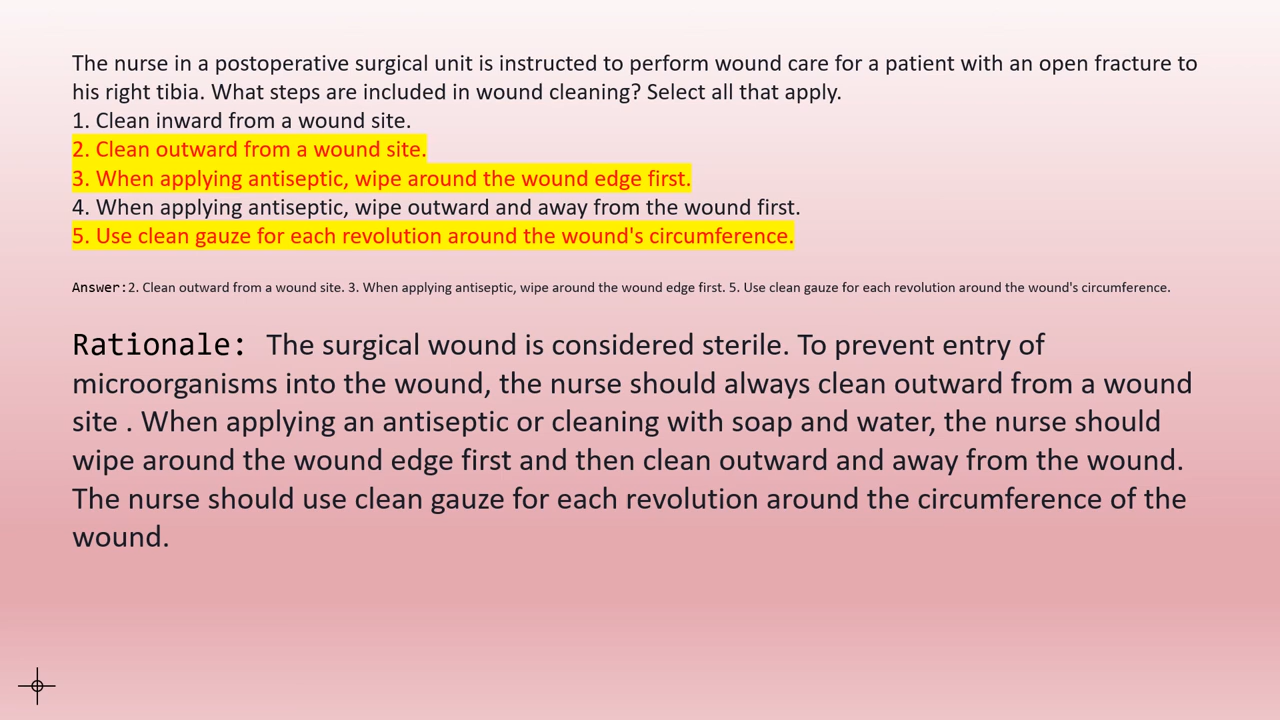 The nurse in a postoperative surgical unit is instructed to perform wound care for a patient with an open fracture to
his right tibia. What steps are included in wound cleaning? Select all that apply.
1. Clean inward from a wound site.
2. Clean outward from a wound site.
3. When applying antiseptic, wipe around the wound edge first.
4. When applying antiseptic, wipe outward and away from the wound first.
5. Use clean gauze for each revolution around the wound's circumference.
Answer:2. Clean outward from a wound site. 3. When applying antiseptic, wipe around the wound edge first. 5. Use clean gauze for each revolution around the wound's circumference.
Rationale: The surgical wound is considered sterile. To prevent entry of
microorganisms into the wound, the nurse should always clean outward from a wound
site . When applying an antiseptic or cleaning with soap and water, the nurse should
wipe around the wound edge first and then clean outward and away from the wound.
The nurse should use clean gauze for each revolution around the circumference of the
wound.